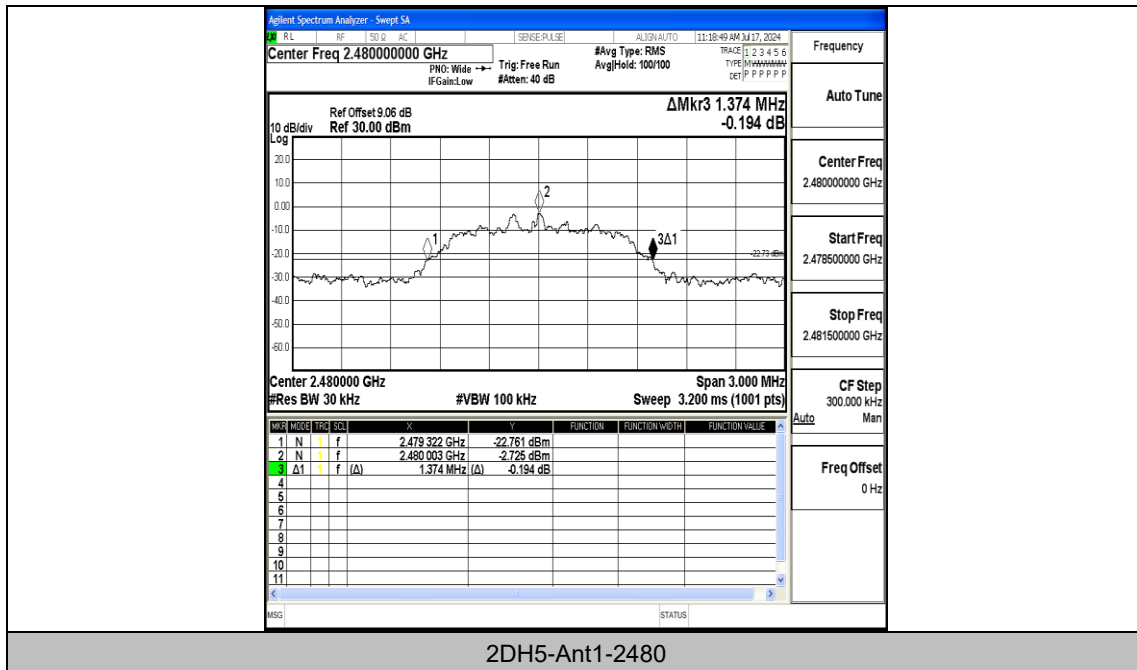 Agilent Spectrum Analyzer - Swept SA
RL RF 50 Ω AC SENSE:PULSE ALIGN AUTO 11:18:49 AM Jul 17, 2024
Center Freq 2.480000000 GHz
PNO: Wide
IFGain:Low
Trig: Free Run
#Atten: 40 dB
#Avg Type: RMS
Avg|Hold: 100/100
TRACE 1 2 3 4 5 6
TYPE M
DET P P P P P P
ΔMkr3 1.374 MHz
-0.194 dB
Ref Offset 9.06 dB
10 dB/div Ref 30.00 dBm
Log
20.0
10.0
0.00
-10.0
-20.0
-30.0
-40.0
-50.0
-60.0
1
2
3Δ1
-22.73 dBm
Center 2.480000 GHz Span 3.000 MHz
#Res BW 30 kHz #VBW 100 kHz Sweep 3.200 ms (1001 pts)
MKR MODE TRC SCL X Y FUNCTION FUNCTION WIDTH FUNCTION VALUE
1 N 1 f 2.479 322 GHz -22.761 dBm
2 N 1 f 2.480 003 GHz -2.725 dBm
3 Δ1 1 f (Δ) 1.374 MHz (Δ) -0.194 dB
4
5
6
7
8
9
10
11
MSG STATUS
Frequency
Auto Tune
Center Freq
2.480000000 GHz
Start Freq
2.478500000 GHz
Stop Freq
2.481500000 GHz
CF Step
300.000 kHz
Auto Man
Freq Offset
0 Hz
2DH5-Ant1-2480